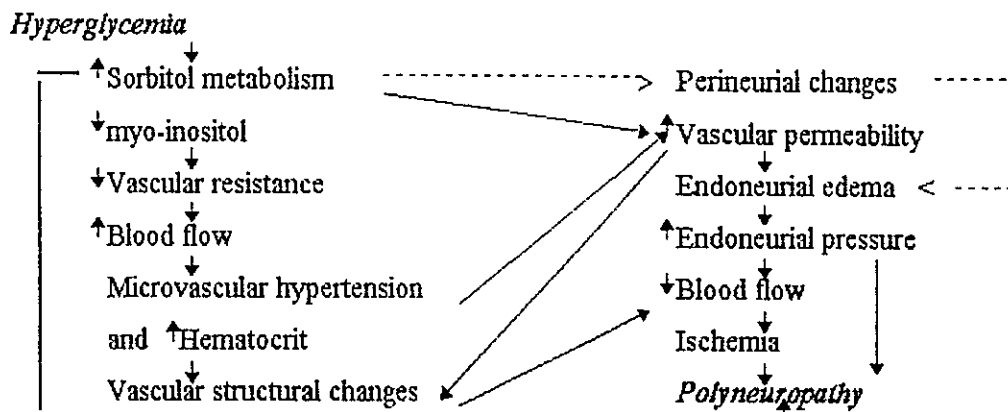 Hyperglycemia
Sorbitol metabolism
myo-inositol
Vascular resistance
Blood flow
Microvascular hypertension
and Hematocrit
Vascular structural changes
Perineurial changes
Vascular permeability
Endoneurial edema
Endoneurial pressure
Blood flow
Ischemia
Polyneuropathy